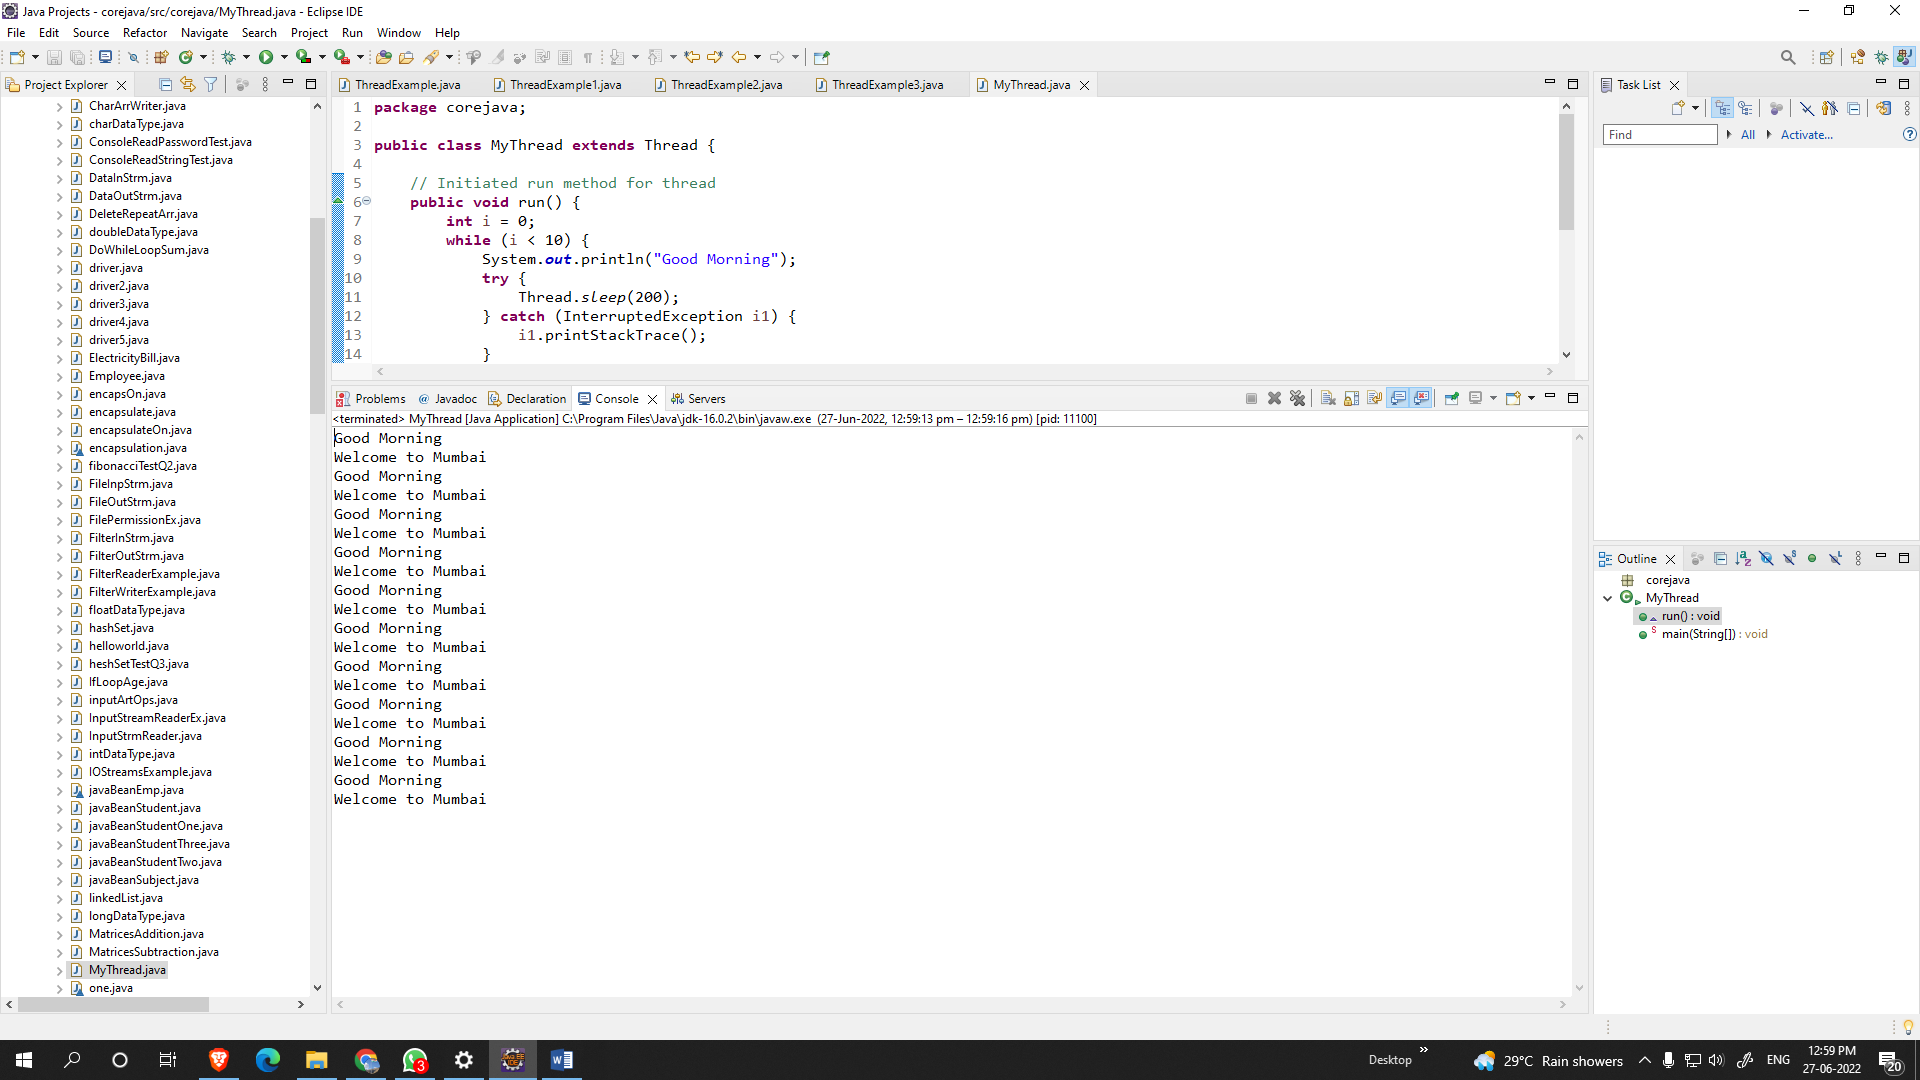 Java Projects - corejava/src/corejava/MyThread.java - Eclipse IDE
File Edit Source Refactor Navigate Search Project Run Window Help
Project Explorer
CharArrWriter.java
charDataType.java
ConsoleReadPasswordTest.java
ConsoleReadStringTest.java
DataInStrm.java
DataOutStrm.java
DeleteRepeatArr.java
doubleDataType.java
DoWhileLoopSum.java
driver.java
driver2.java
driver3.java
driver4.java
driver5.java
ElectricityBill.java
Employee.java
encapsOn.java
encapsulate.java
encapsulateOn.java
encapsulation.java
fibonacciTestQ2.java
FileInpStrm.java
FileOutStrm.java
FilePermissionEx.java
FilterInStrm.java
FilterOutStrm.java
FilterReaderExample.java
FilterWriterExample.java
floatDataType.java
hashSet.java
helloworld.java
heshSetTestQ3.java
IfLoopAge.java
inputArtOps.java
InputStreamReaderEx.java
InputStrmReader.java
intDataType.java
IOStreamsExample.java
javaBeanEmp.java
javaBeanStudent.java
javaBeanStudentOne.java
javaBeanStudentThree.java
javaBeanStudentTwo.java
javaBeanSubject.java
linkedList.java
longDataType.java
MatricesAddition.java
MatricesSubtraction.java
MyThread.java
one.java
ThreadExample.java ThreadExample1.java ThreadExample2.java ThreadExample3.java MyThread.java
1 package corejava;
2
3 public class MyThread extends Thread {
4
5 // Initiated run method for thread
6 public void run() {
7 int i = 0;
8 while (i < 10) {
9 System.out.println("Good Morning");
10 try {
11 Thread.sleep(200);
12 } catch (InterruptedException i1) {
13 i1.printStackTrace();
14 }
Problems Javadoc Declaration Console Servers
<terminated> MyThread [Java Application] C:\Program Files\Java\jdk-16.0.2\bin\javaw.exe (27-Jun-2022, 12:59:13 pm – 12:59:16 pm) [pid: 11100]
Good Morning
Welcome to Mumbai
Good Morning
Welcome to Mumbai
Good Morning
Welcome to Mumbai
Good Morning
Welcome to Mumbai
Good Morning
Welcome to Mumbai
Good Morning
Welcome to Mumbai
Good Morning
Welcome to Mumbai
Good Morning
Welcome to Mumbai
Good Morning
Welcome to Mumbai
Good Morning
Welcome to Mumbai
Task List
Find All Activate...
Outline
corejava
MyThread
run() : void
main(String[]) : void
Desktop
29°C Rain showers
ENG
12:59 PM
27-06-2022
3
20